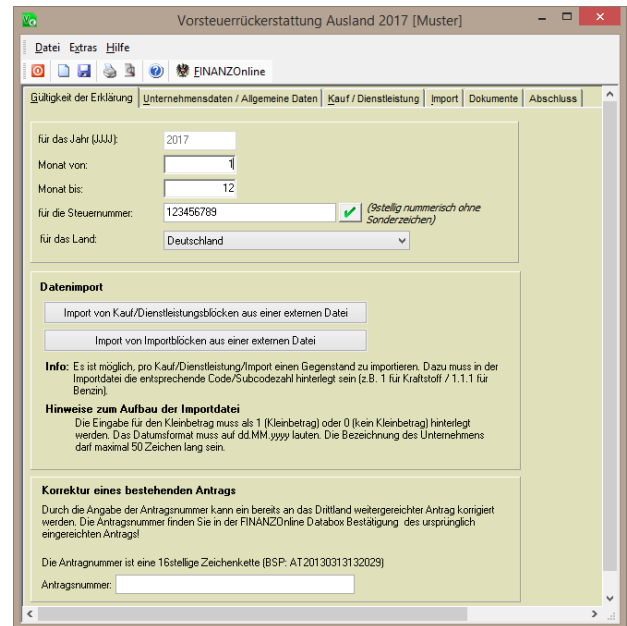 Vorsteuerrückerstattung Ausland 2017 [Muster]
Datei Extras Hilfe
FINANZOnline
Gültigkeit der Erklärung Unternehmensdaten / Allgemeine Daten Kauf / Dienstleistung Import Dokumente Abschluss
für das Jahr (JJJJ): 2017
Monat von: 1
Monat bis: 12
für die Steuernummer: 123456789 (9stellig nummerisch ohne
Sonderzeichen)
für das Land: Deutschland
Datenimport
Import von Kauf/Dienstleistungsblöcken aus einer externen Datei
Import von Importblöcken aus einer externen Datei
Info: Es ist möglich, pro Kauf/Dienstleistung/Import einen Gegenstand zu importieren. Dazu muss in der
Importdatei die entsprechende Code/Subcodezahl hinterlegt sein (z.B. 1 für Kraftstoff / 1.1.1 für
Benzin).
Hinweise zum Aufbau der Importdatei
Die Eingabe für den Kleinbetrag muss als 1 (Kleinbetrag) oder 0 (kein Kleinbetrag) hinterlegt
werden. Das Datumsformat muss auf dd.MM.yyyy lauten. Die Bezeichnung des Unternehmens
darf maximal 50 Zeichen lang sein.
Korrektur eines bestehenden Antrags
Durch die Angabe der Antragsnummer kann ein bereits an das Drittland weitergereichter Antrag korrigiert
werden. Die Antragsnummer finden Sie in der FINANZOnline Databox Bestätigung des ursprünglich
eingereichten Antrags!
Die Antragnummer ist eine 16stellige Zeichenkette (BSP: AT20130313132029)
Antragsnummer: